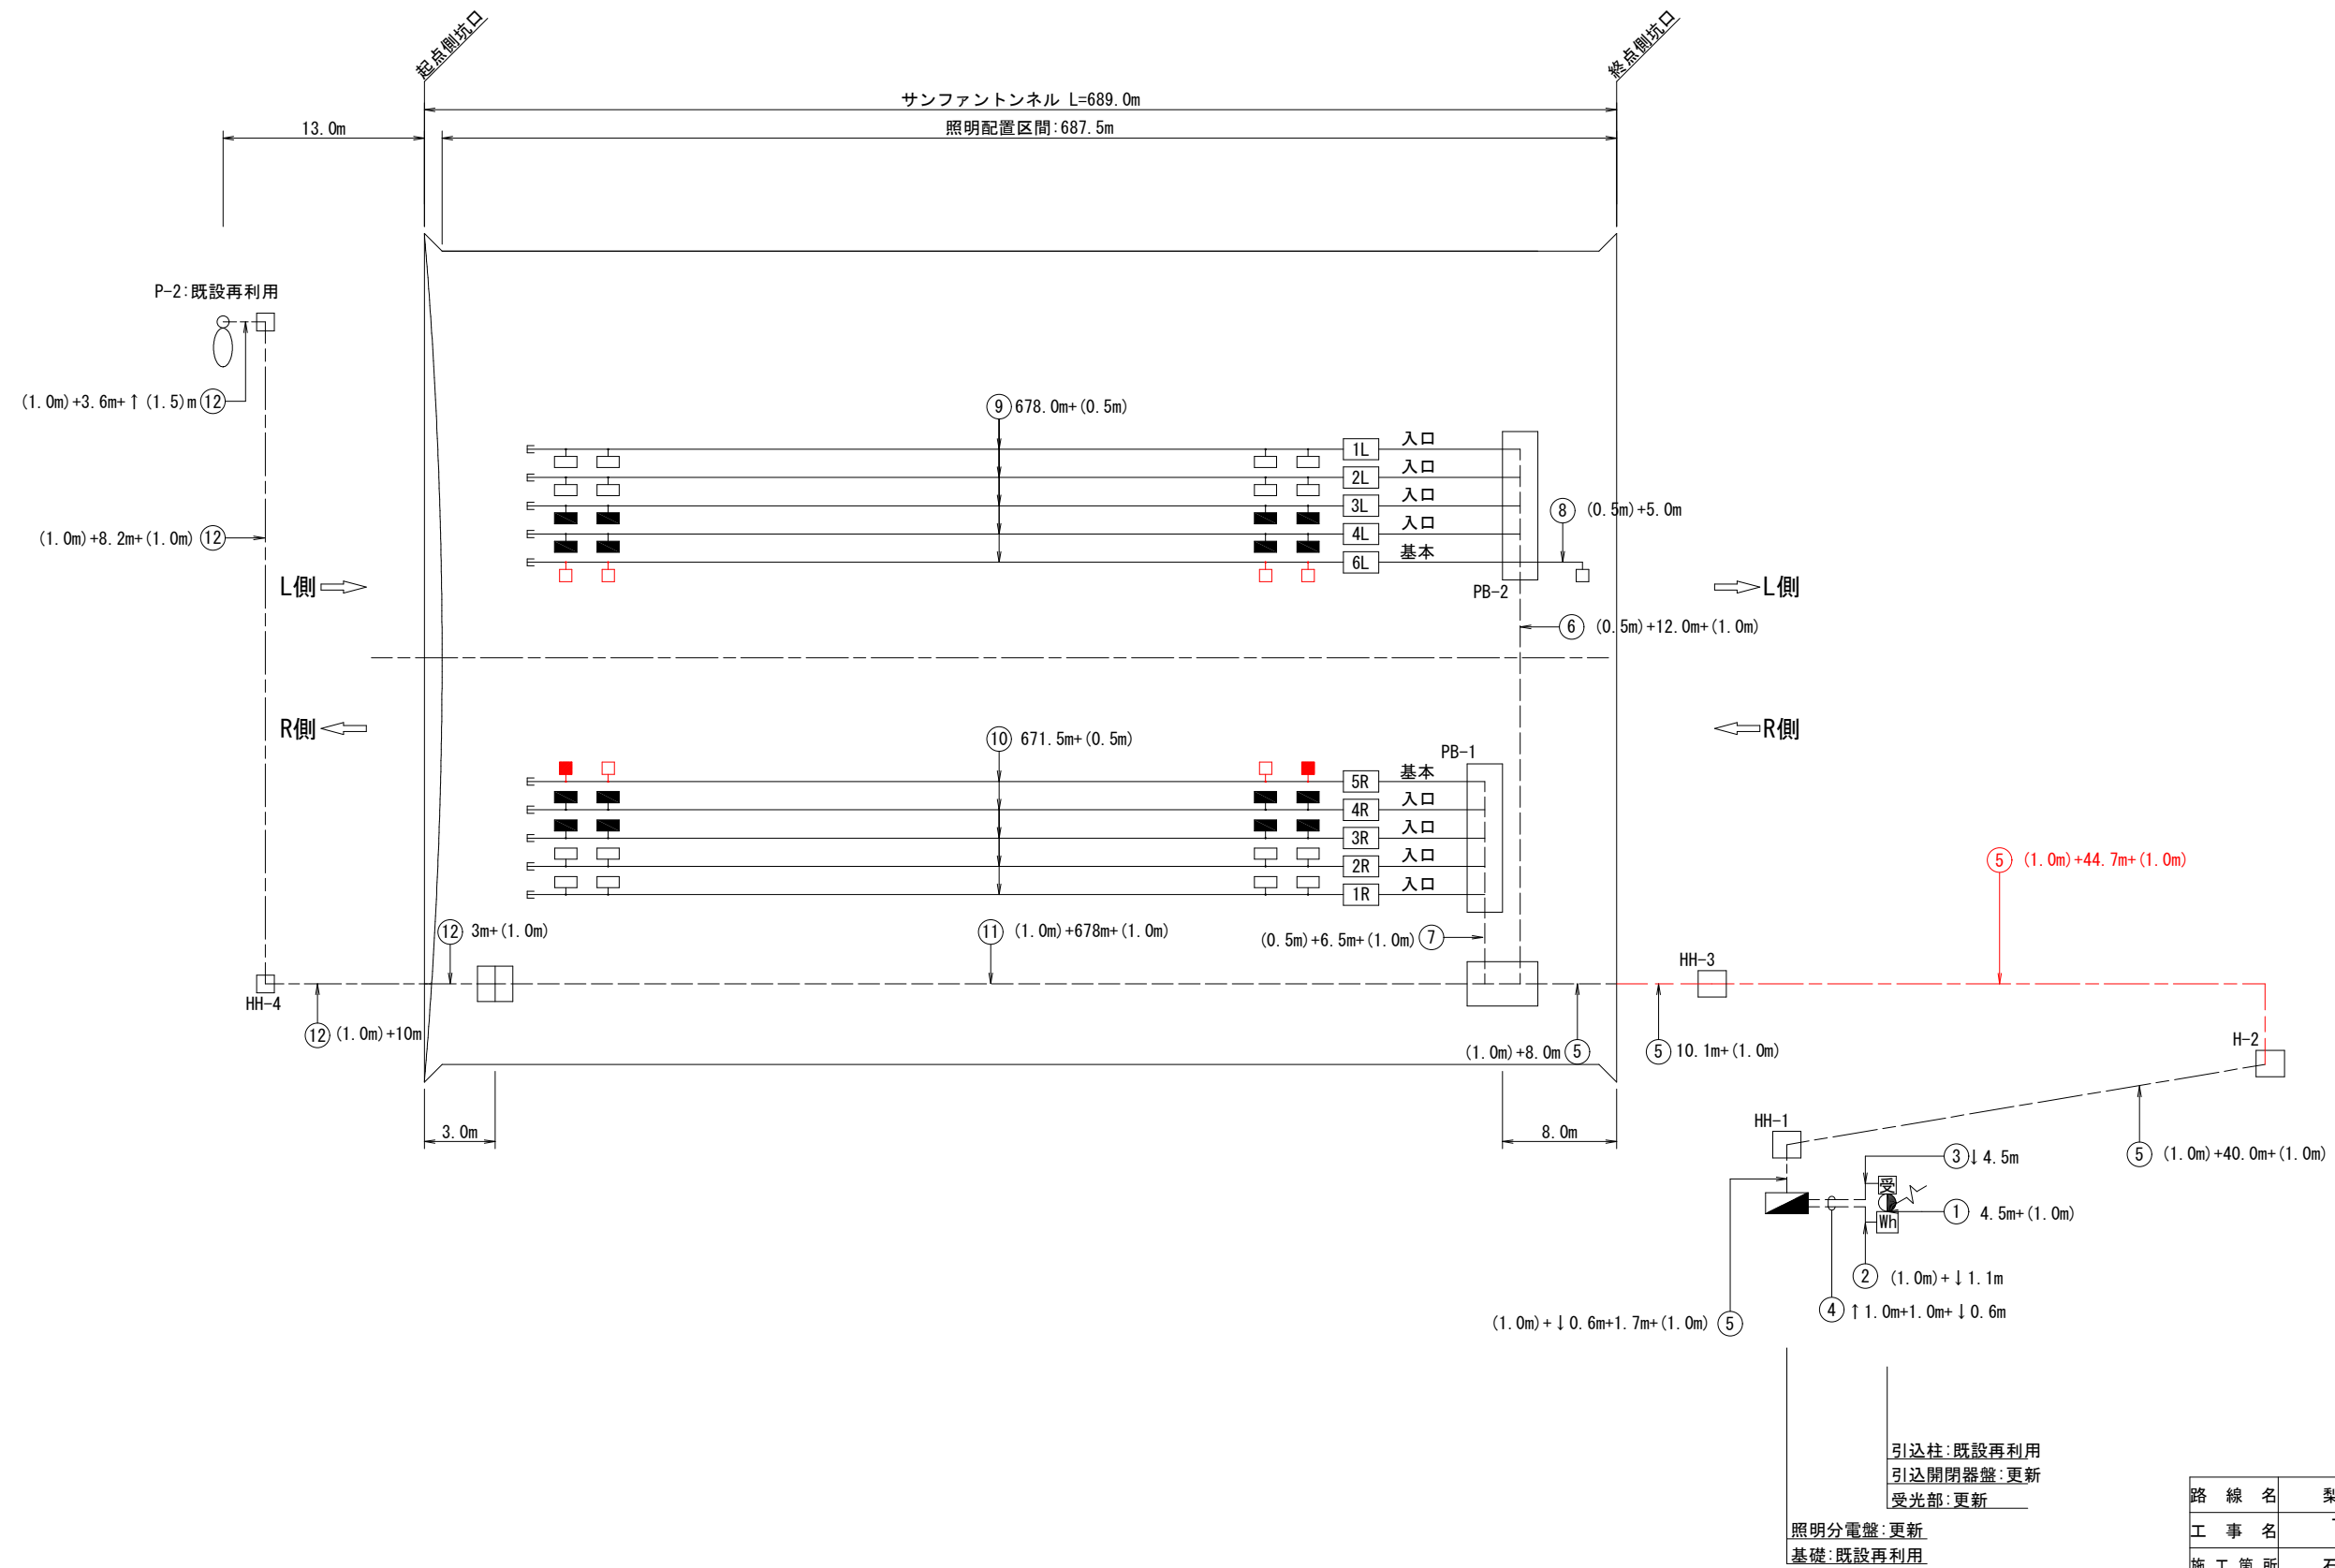 起点側坑口
終点側坑口
サンファントンネル L=689.0m
13.0m
照明配置区間:687.5m
P-2:既設再利用
(1.0m)+3.6m+↑(1.5)m ⑫
⑨ 678.0m+(0.5m)
1L 入口
2L 入口
3L 入口
4L 入口
6L 基本
⑧ (0.5m)+5.0m
(1.0m)+8.2m+(1.0m) ⑫
L側
PB-2
L側
⑥ (0.5m)+12.0m+(1.0m)
R側
R側
⑩ 671.5m+(0.5m)
PB-1
5R 基本
4R 入口
3R 入口
2R 入口
1R 入口
⑤ (1.0m)+44.7m+(1.0m)
⑫ 3m+(1.0m)
⑪ (1.0m)+678m+(1.0m)
(0.5m)+6.5m+(1.0m) ⑦
HH-3
HH-4
⑫ (1.0m)+10m
(1.0m)+8.0m ⑤
⑤ 10.1m+(1.0m)
H-2
3.0m
8.0m
HH-1
③ ↓4.5m
⑤ (1.0m)+40.0m+(1.0m)
受
① 4.5m+(1.0m)
Wh
② (1.0m)+↓1.1m
④ ↑1.0m+1.0m+↓0.6m
(1.0m)+↓0.6m+1.7m+(1.0m) ⑤
引込柱:既設再利用
引込開閉器盤:更新
受光部:更新
照明分電盤:更新
基礎:既設再利用
路線名
工事名
施工箇所